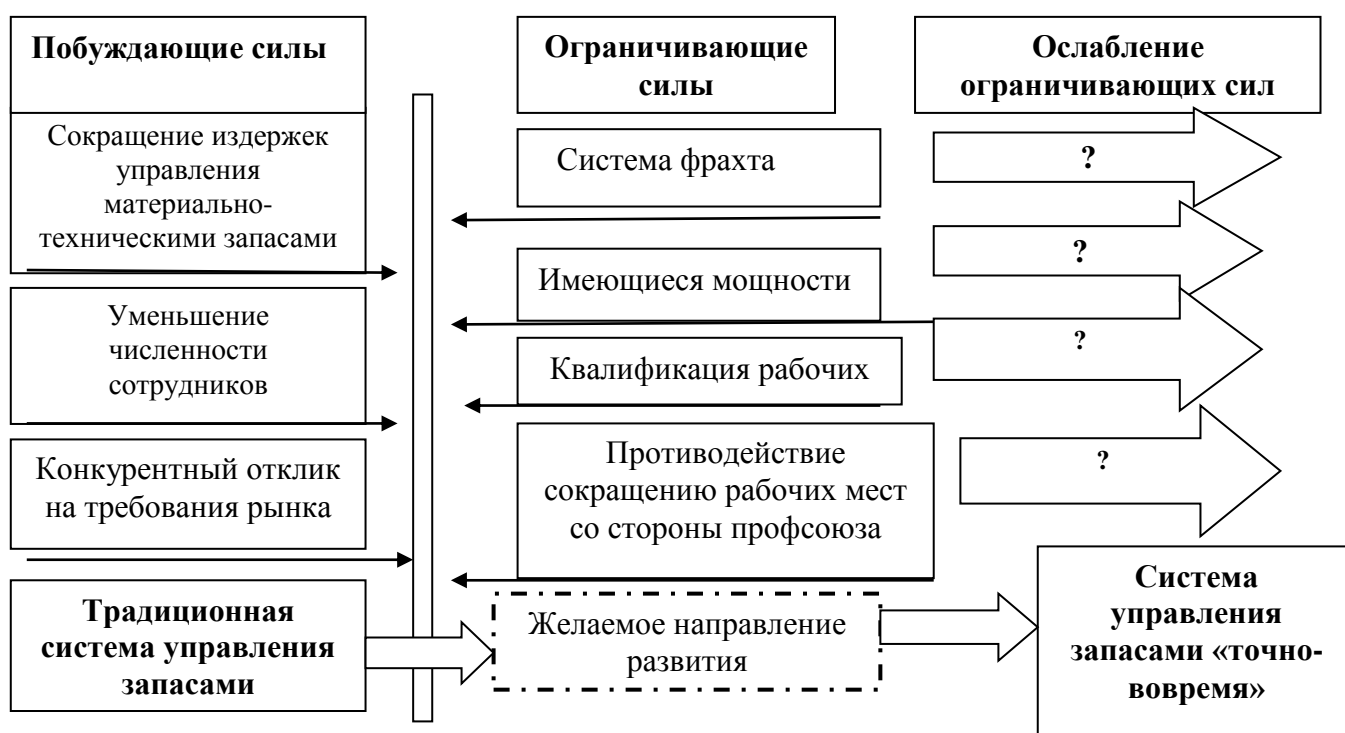 Побуждающие силы
Ограничивающие
силы
Ослабление
ограничивающих сил
Сокращение издержек
управления
материально-
техническими запасами
Система фрахта
?
Имеющиеся мощности
?
Уменьшение
численности
сотрудников
Квалификация рабочих
?
Конкурентный отклик
на требования рынка
Противодействие
сокращению рабочих мест
со стороны профсоюза
?
Традиционная
система управления
запасами
Желаемое направление
развития
Система
управления
запасами «точно-
вовремя»